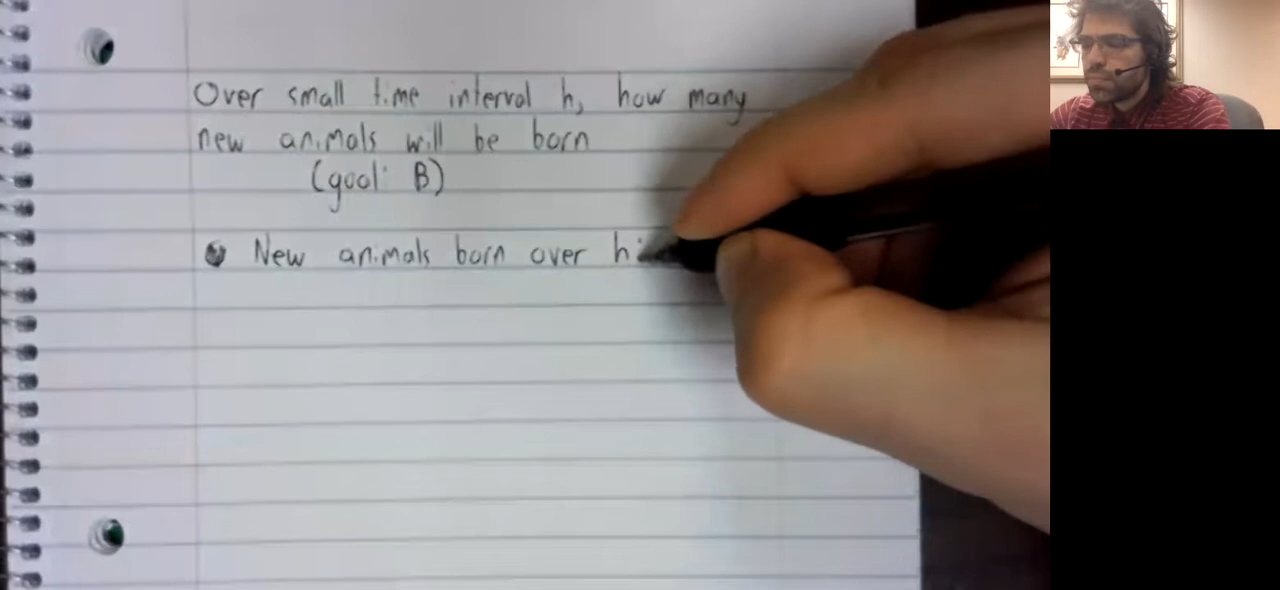 Over small time interval h, how many
new animals will be born
(goal: B)
New animals born over h: